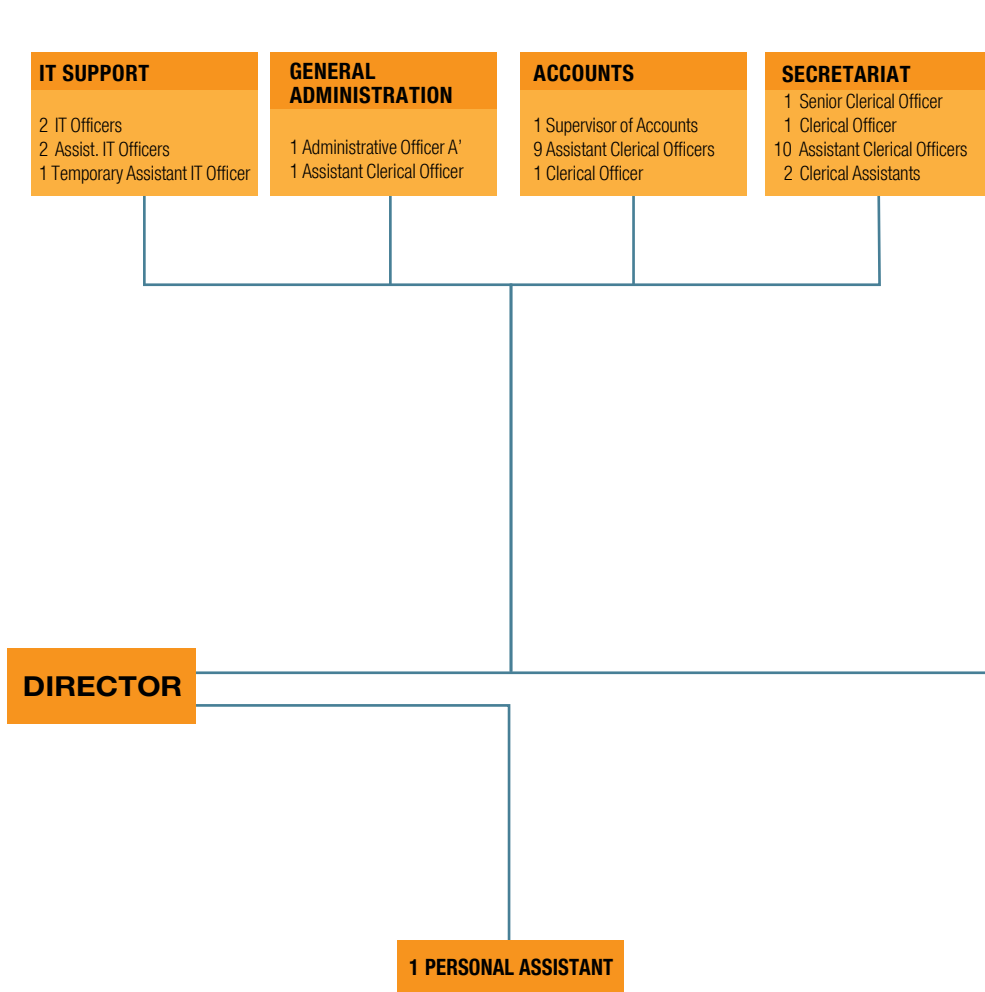 IT SUPPORT
2 IT Officers
2 Assist. IT Officers
1 Temporary Assistant IT Officer
GENERAL
ADMINISTRATION
1 Administrative Officer A'
1 Assistant Clerical Officer
ACCOUNTS
1 Supervisor of Accounts
9 Assistant Clerical Officers
1 Clerical Officer
SECRETARIAT
1 Senior Clerical Officer
1 Clerical Officer
10 Assistant Clerical Officers
2 Clerical Assistants
DIRECTOR
1 PERSONAL ASSISTANT